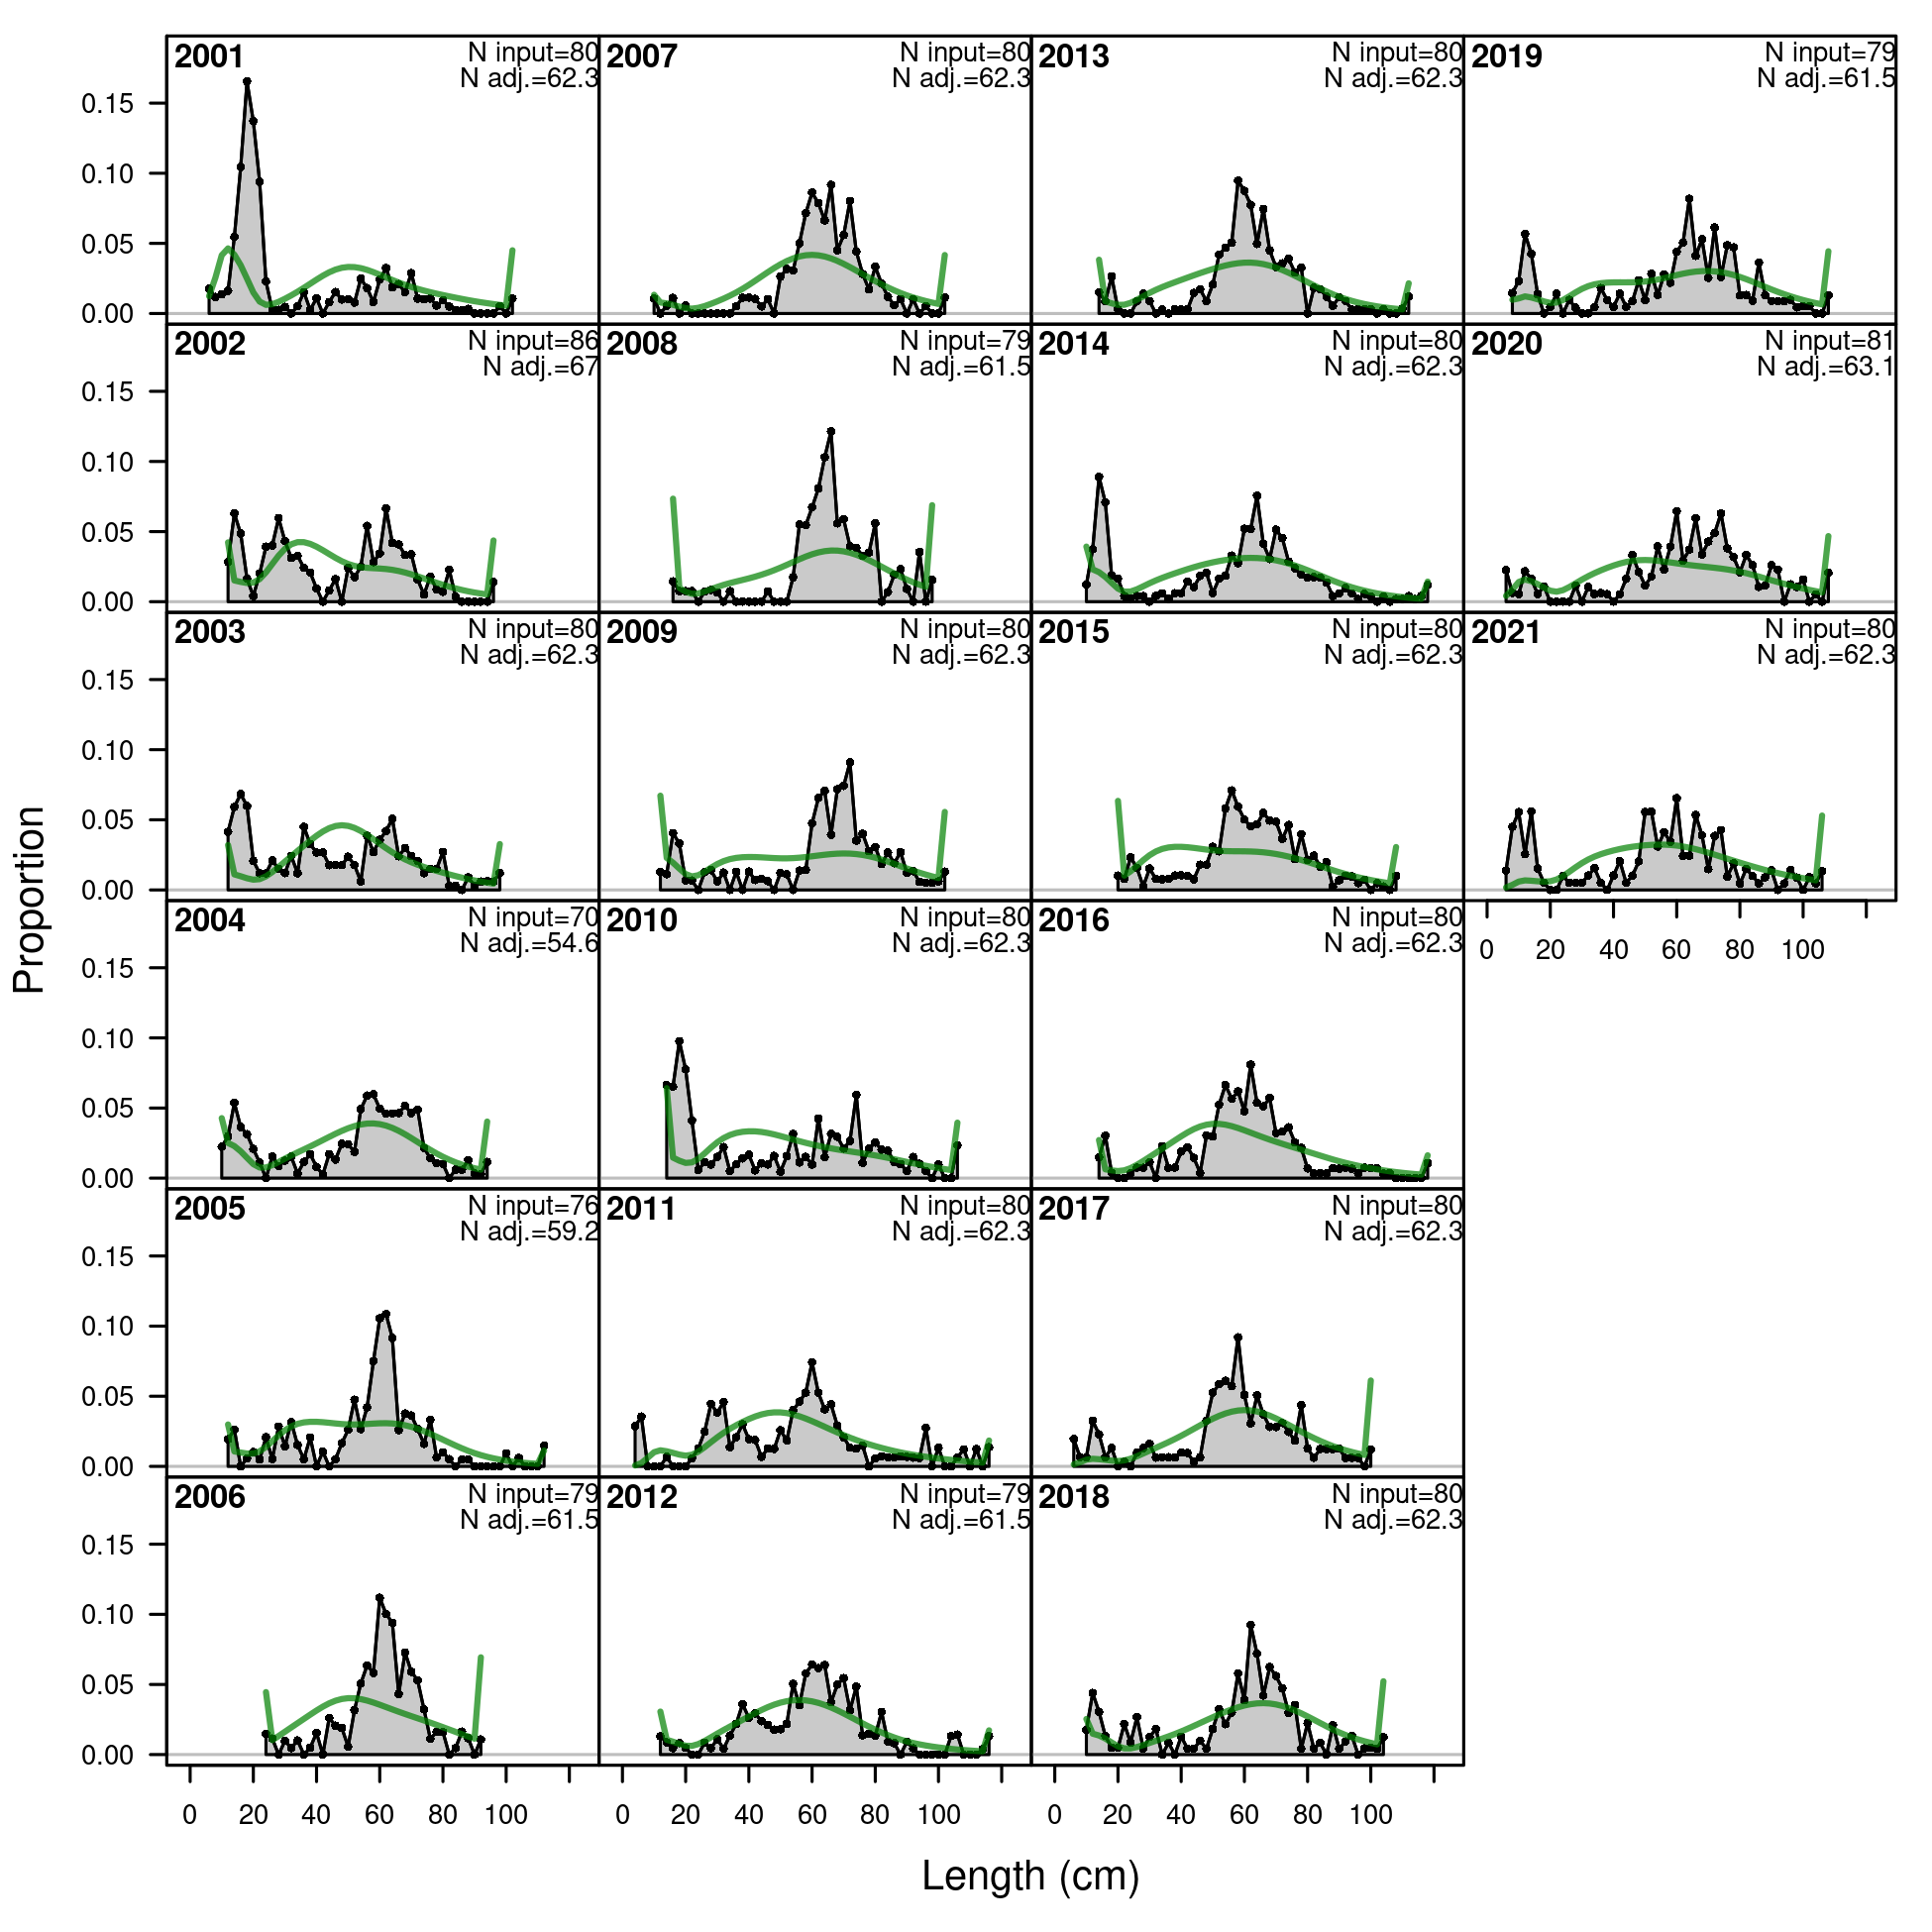 2001
N input=80
N adj.=62.3
2007
N input=80
N adj.=62.3
2013
N input=80
N adj.=62.3
2019
N input=79
N adj.=61.5
0.15
0.10
0.05
0.00
2002
N input=86
N adj.=67
2008
N input=79
N adj.=61.5
2014
N input=80
N adj.=62.3
2020
N input=81
N adj.=63.1
0.15
0.10
0.05
0.00
2003
N input=80
N adj.=62.3
2009
N input=80
N adj.=62.3
2015
N input=80
N adj.=62.3
2021
N input=80
N adj.=62.3
0.15
0.10
0.05
0.00
0 20 40 60 80 100
Proportion
2004
N input=70
N adj.=54.6
2010
N input=80
N adj.=62.3
2016
N input=80
N adj.=62.3
0.15
0.10
0.05
0.00
2005
N input=76
N adj.=59.2
2011
N input=80
N adj.=62.3
2017
N input=80
N adj.=62.3
0.15
0.10
0.05
0.00
2006
N input=79
N adj.=61.5
2012
N input=79
N adj.=61.5
2018
N input=80
N adj.=62.3
0.15
0.10
0.05
0.00
0 20 40 60 80 100
0 20 40 60 80 100
0 20 40 60 80 100
Length (cm)